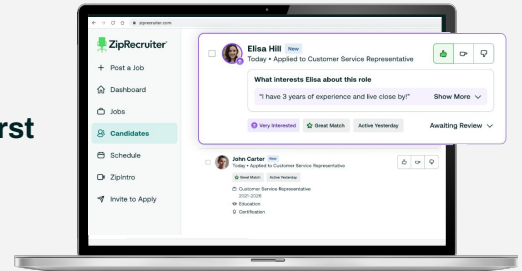 ziprecruiter.com
ZipRecruiter
Post a Job
Dashboard
Jobs
Candidates
Schedule
ZipIntro
Invite to Apply
rst
Elisa Hill New
Today • Applied to Customer Service Representative
What interests Elisa about this role
"I have 3 years of experience and live close by!" Show More
Very Interested Great Match Active Yesterday Awaiting Review
John Carter New
Today • Applied to Customer Service Representative
Great Match Active Yesterday
Customer Service Representative
Education
Certification